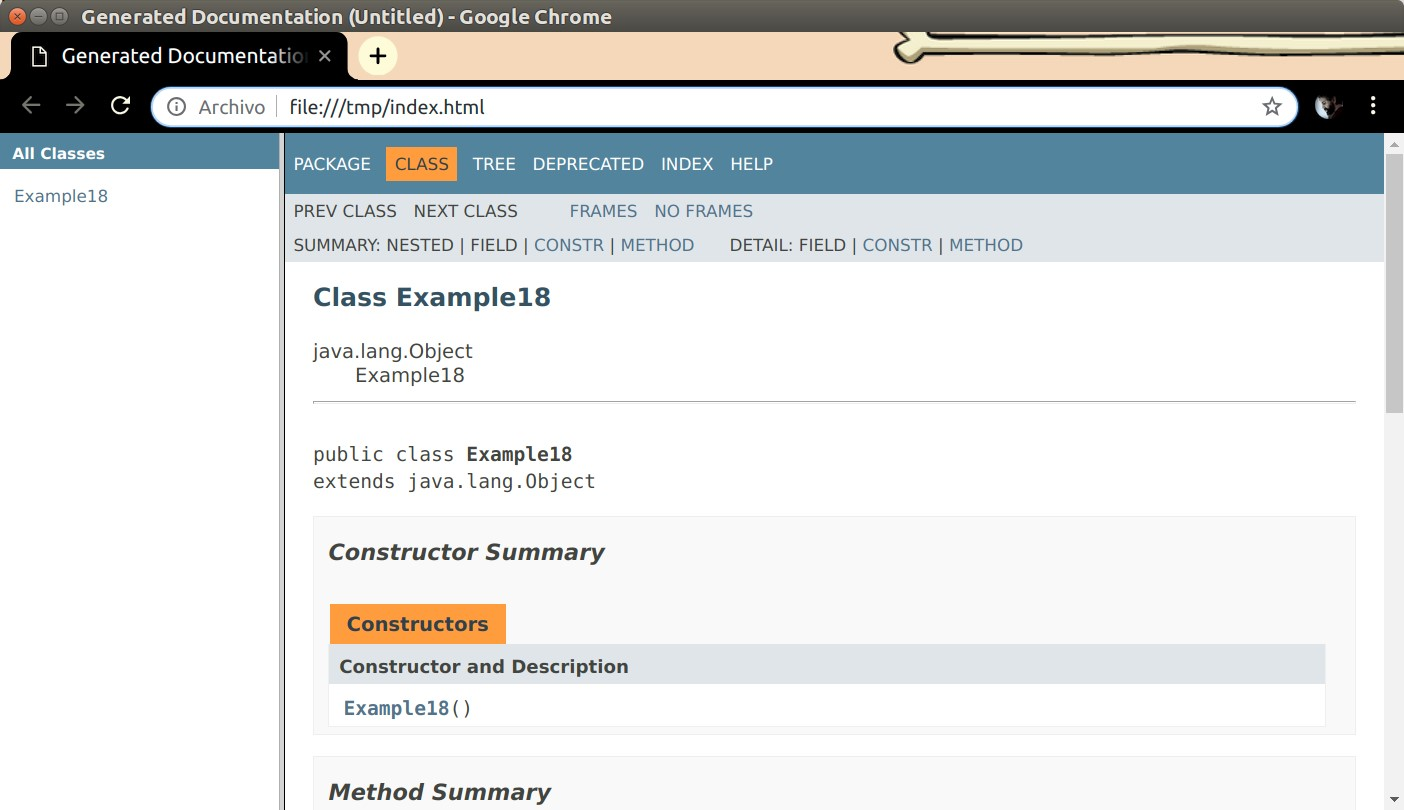 Generated Documentation (Untitled) - Google Chrome
Generated Documentatio
Archivo file:///tmp/index.html
All Classes
Example18
PACKAGE CLASS TREE DEPRECATED INDEX HELP
PREV CLASS NEXT CLASS FRAMES NO FRAMES
SUMMARY: NESTED | FIELD | CONSTR | METHOD DETAIL: FIELD | CONSTR | METHOD
Class Example18
java.lang.Object
Example18
public class Example18
extends java.lang.Object
Constructor Summary
Constructors
Constructor and Description
Example18()
Method Summary